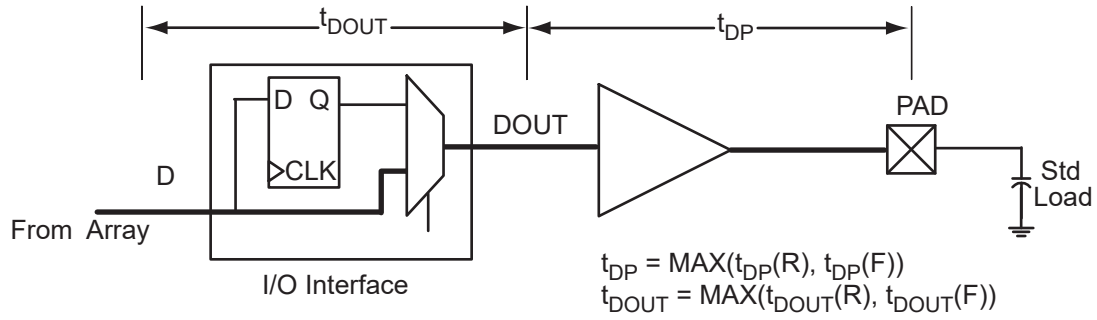 tDOUT
tDP
D Q
CLK
DOUT
PAD
D
From Array
Std
Load
I/O Interface
tDP = MAX(tDP(R), tDP(F))
tDOUT = MAX(tDOUT(R), tDOUT(F))